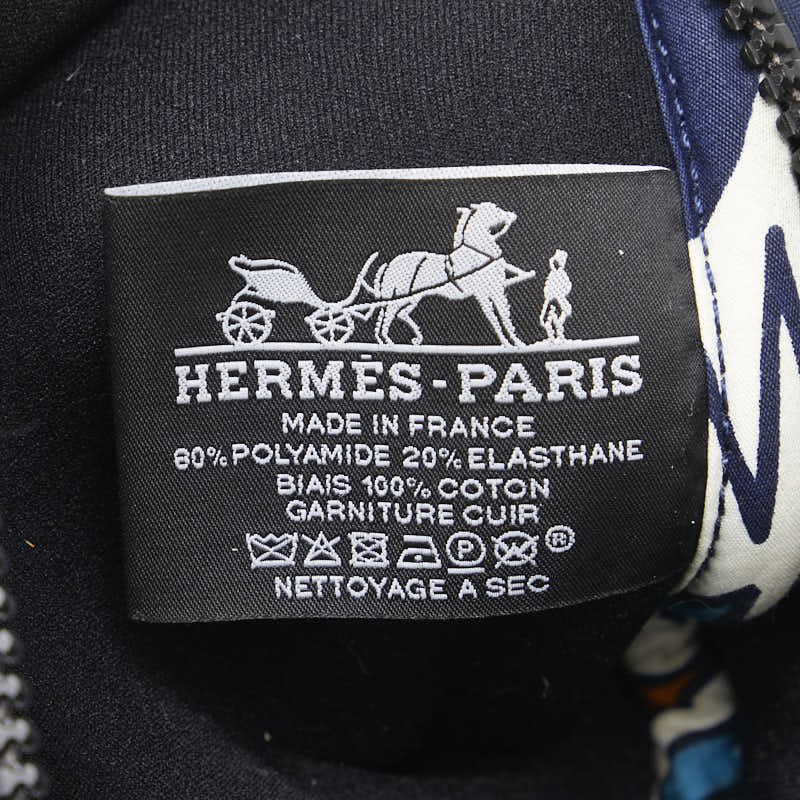 HERMÈS-PARIS
MADE IN FRANCE
80% POLYAMIDE 20% ELASTHANE
BIAIS 100% COTON
GARNITURE CUIR
P W ®
NETTOYAGE A SEC